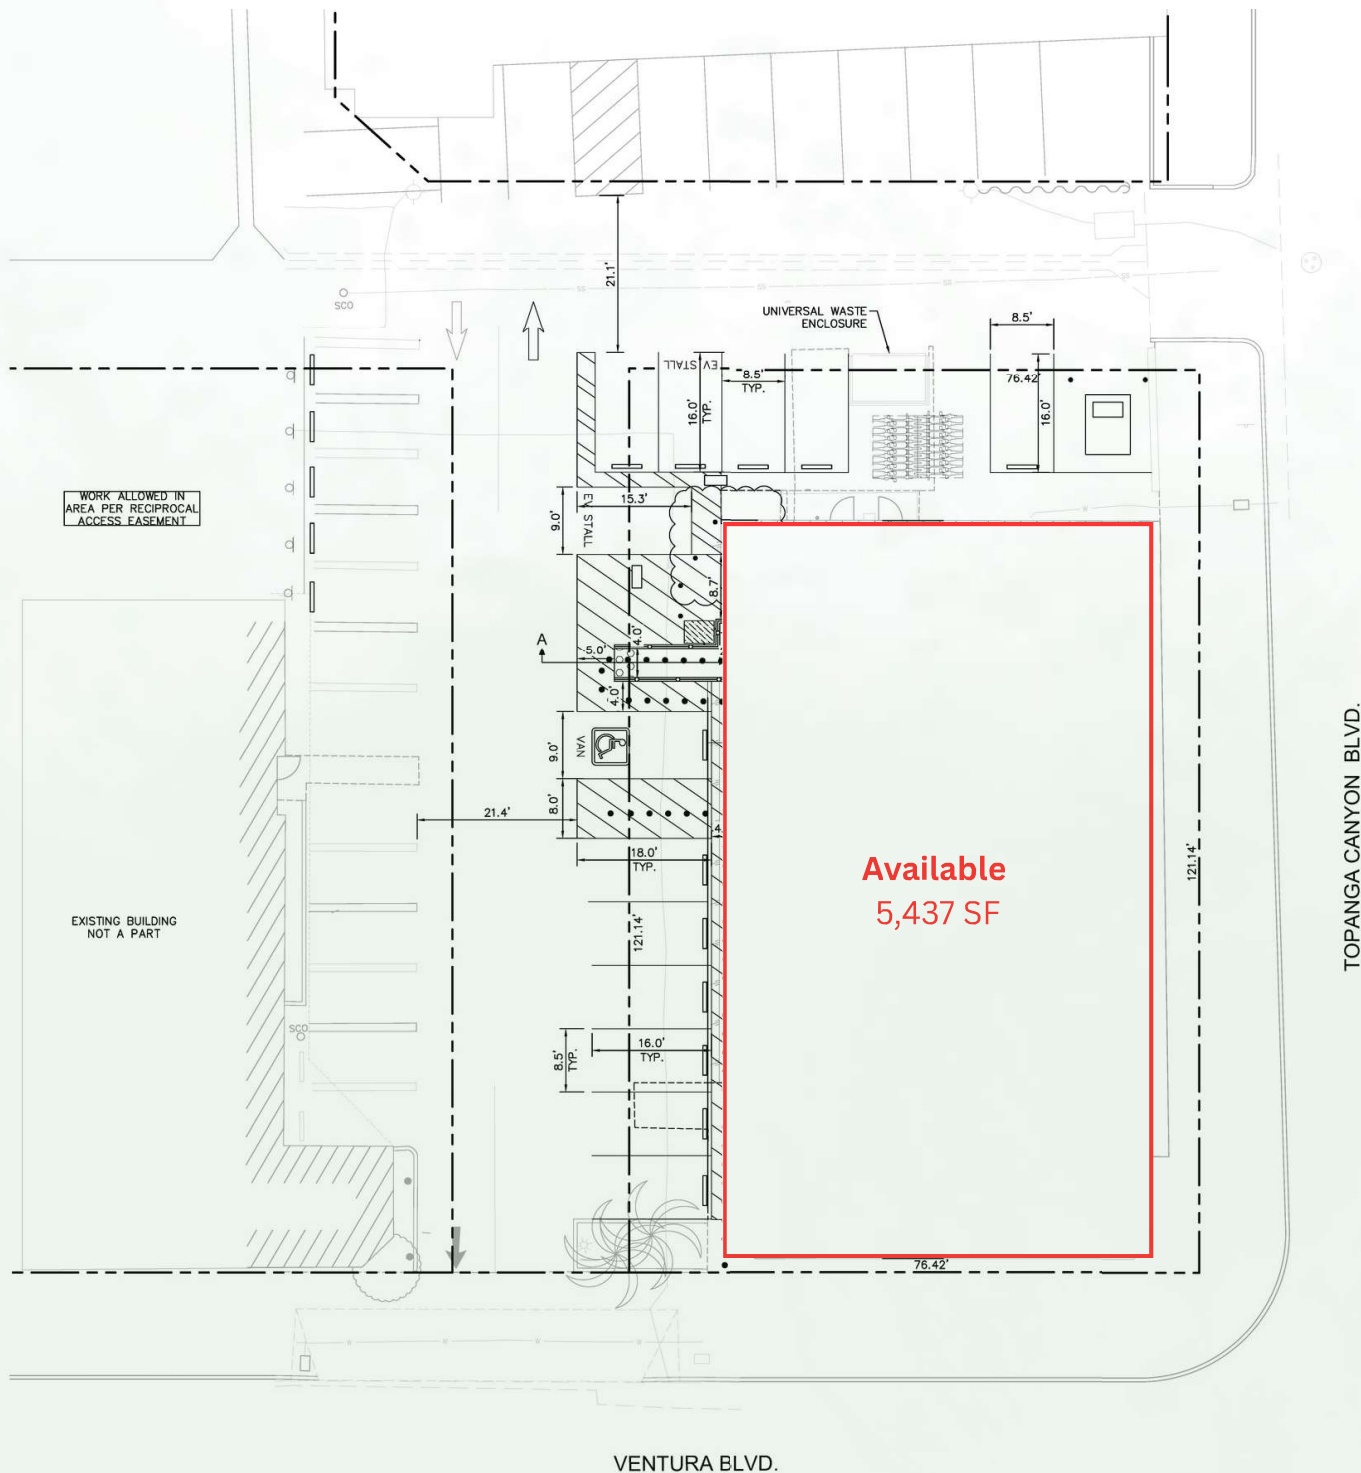 21.1'
SCO
UNIVERSAL WASTE
ENCLOSURE
8.5'
EV STALL
8.5'
TYP.
16.0'
TYP.
76.42'
16.0'
WORK ALLOWED IN
AREA PER RECIPROCAL
ACCESS EASEMENT
15.3'
9.0'
EV STALL
8.7'
A
5.0'
4.0'
4.0'
9.0'
VAN
8.0'
21.4'
18.0'
TYP.
Available
5,437 SF
121.14'
TOPANGA CANYON BLVD.
EXISTING BUILDING
NOT A PART
121.14'
SCO
16.0'
TYP.
8.5'
TYP.
76.42'
VENTURA BLVD.